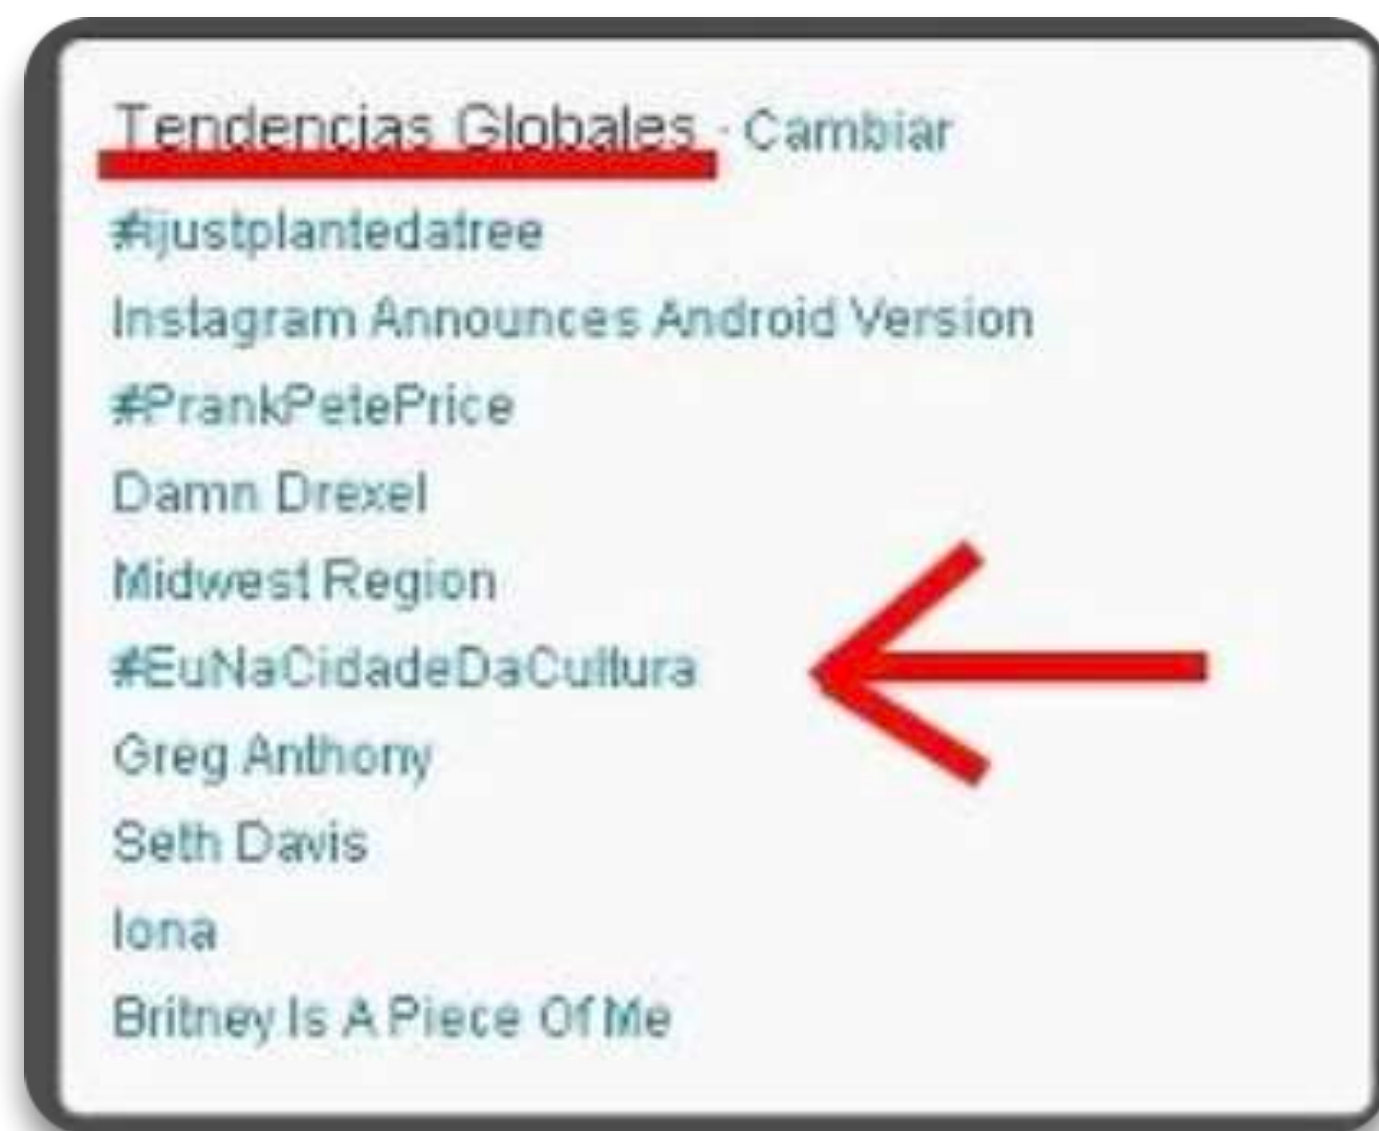 Tendencias Globales · Cambiar
#ijustplantedatree
Instagram Announces Android Version
#PrankPetePrice
Damn Drexel
Midwest Region
#EuNaCidadeDaCultura
Greg Anthony
Seth Davis
Iona
Britney Is A Piece Of Me